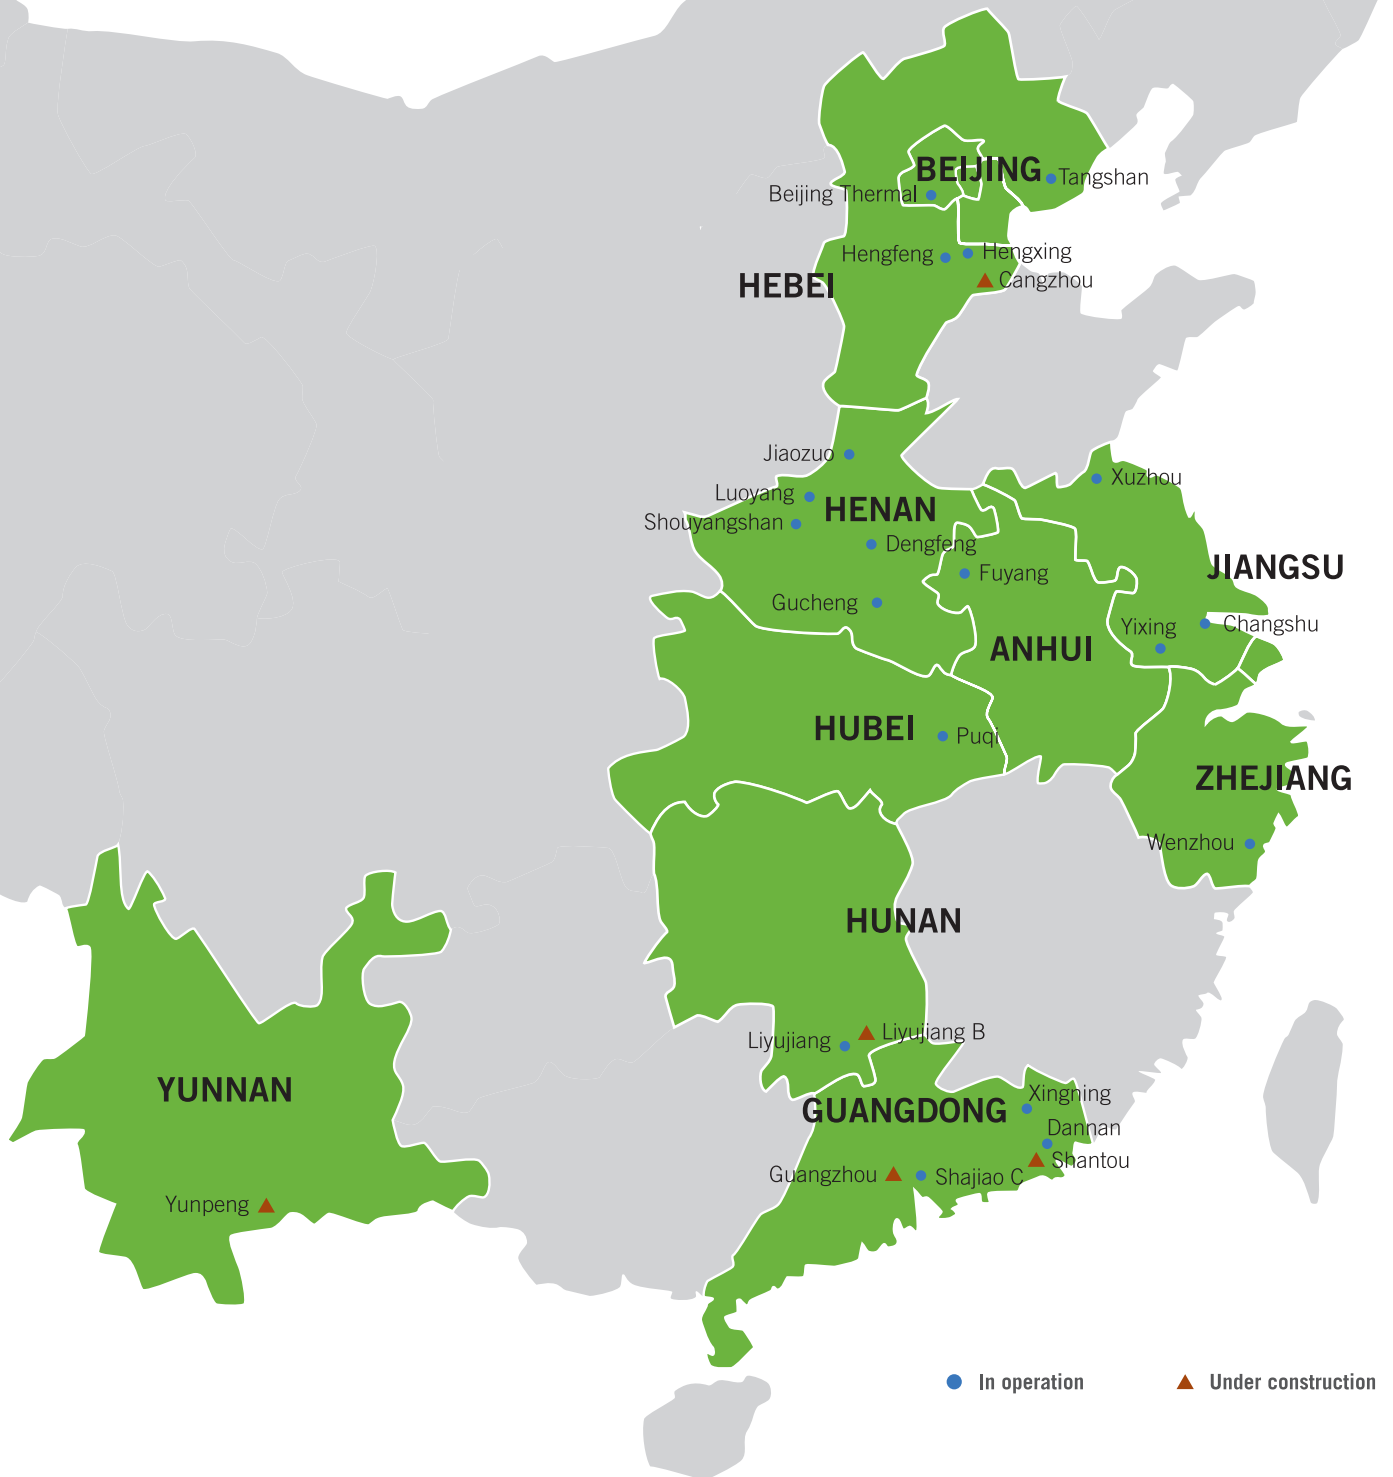 BEIJING
Tangshan
Beijing Thermal
Hengfeng
Hengxing
HEBEI
Cangzhou
Jiaozuo
Xuzhou
Luoyang
HENAN
Shouyangshan
Dengfeng
JIANGSU
Fuyang
Gucheng
Yixing
Changshu
ANHUI
HUBEI
Puqi
ZHEJIANG
Wenzhou
HUNAN
Liyujiang
Liyujiang B
YUNNAN
Xingning
GUANGDONG
Dannan
Shantou
Guangzhou
Shajiao C
Yunpeng
In operation
Under construction